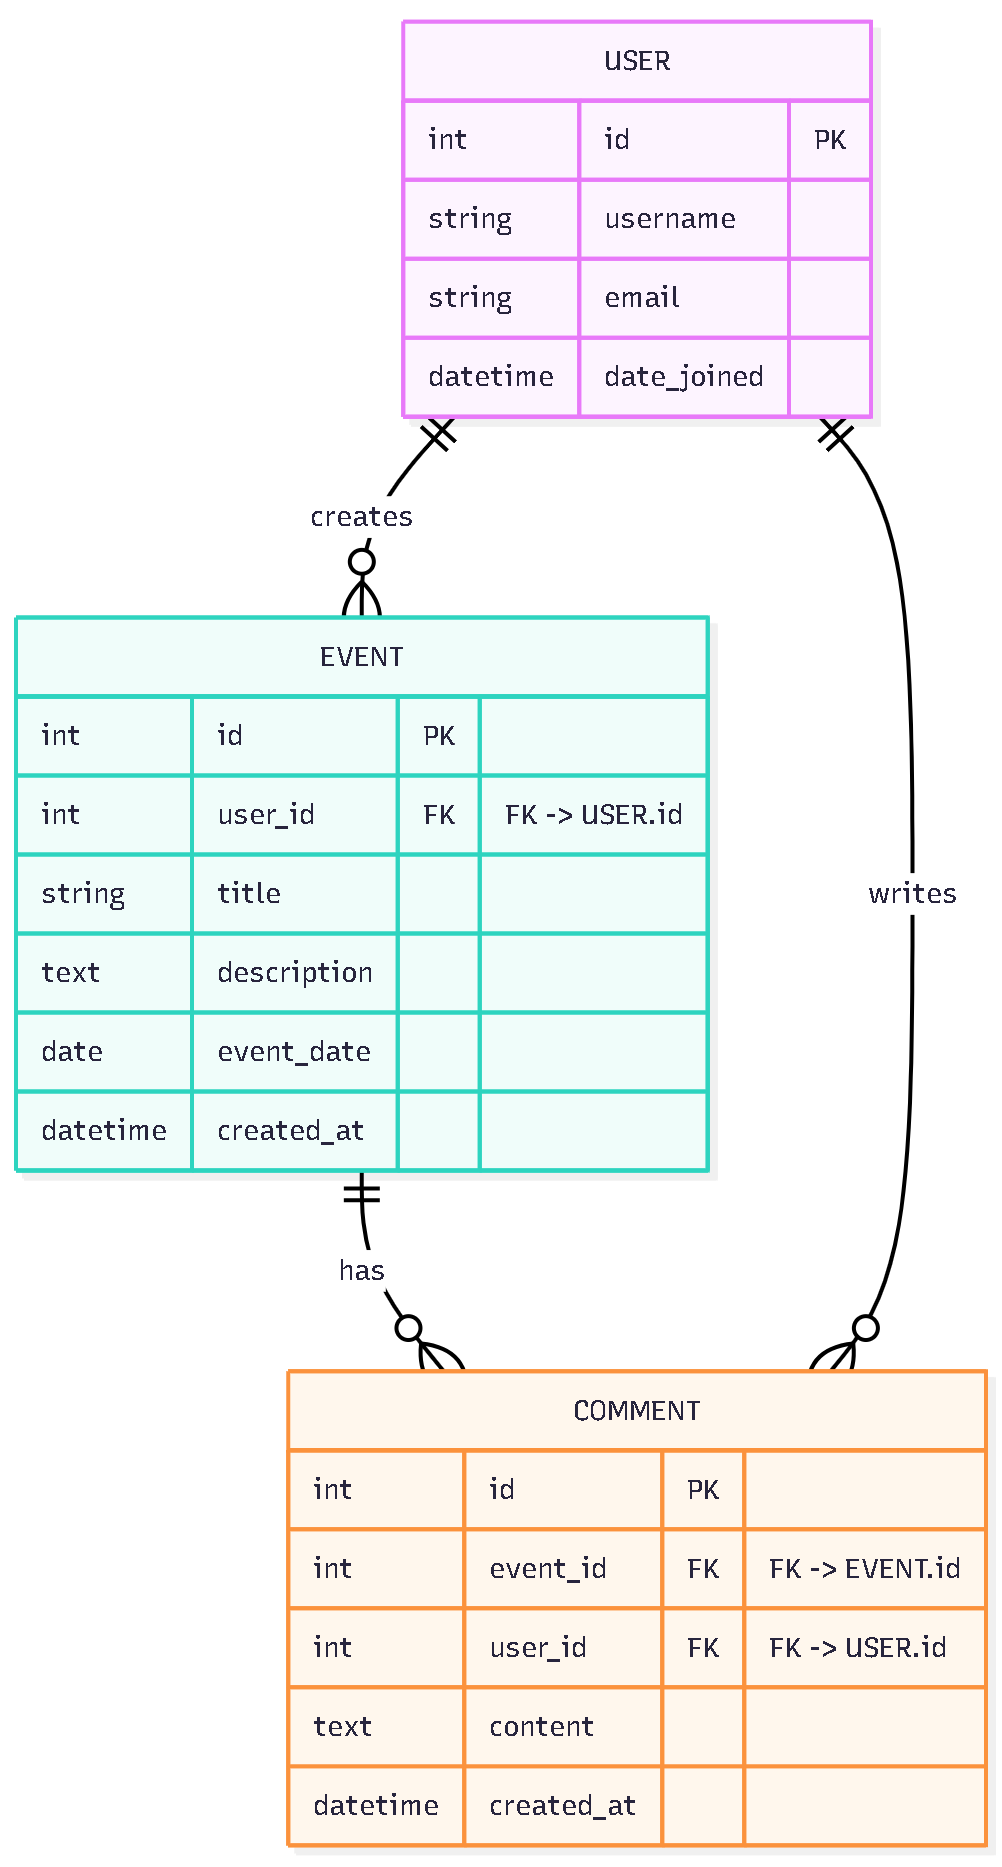 USER
int id PK
string username
string email
datetime date_joined
creates
EVENT
int id PK
int user_id FK FK -> USER.id
string title
text description
date event_date
datetime created_at
writes
has
COMMENT
int id PK
int event_id FK FK -> EVENT.id
int user_id FK FK -> USER.id
text content
datetime created_at